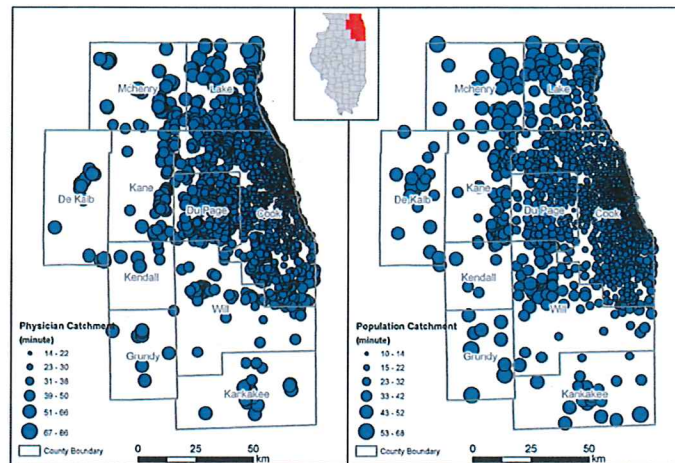 Mchenry
Lake
De Kalb
Kane
Du Page
Cook
Kendall
Will
Grundy
Kankakee
Physician Catchment
(minute)
14 - 22
23 - 30
31 - 38
39 - 50
51 - 66
67 - 86
County Boundary
0 25 50
km
Mchenry
Lake
De Kalb
Kane
Du Page
Cook
Kendall
Will
Grundy
Kankakee
Population Catchment
(minute)
10 - 14
15 - 22
23 - 32
33 - 42
43 - 52
53 - 68
County Boundary
0 25 50
km